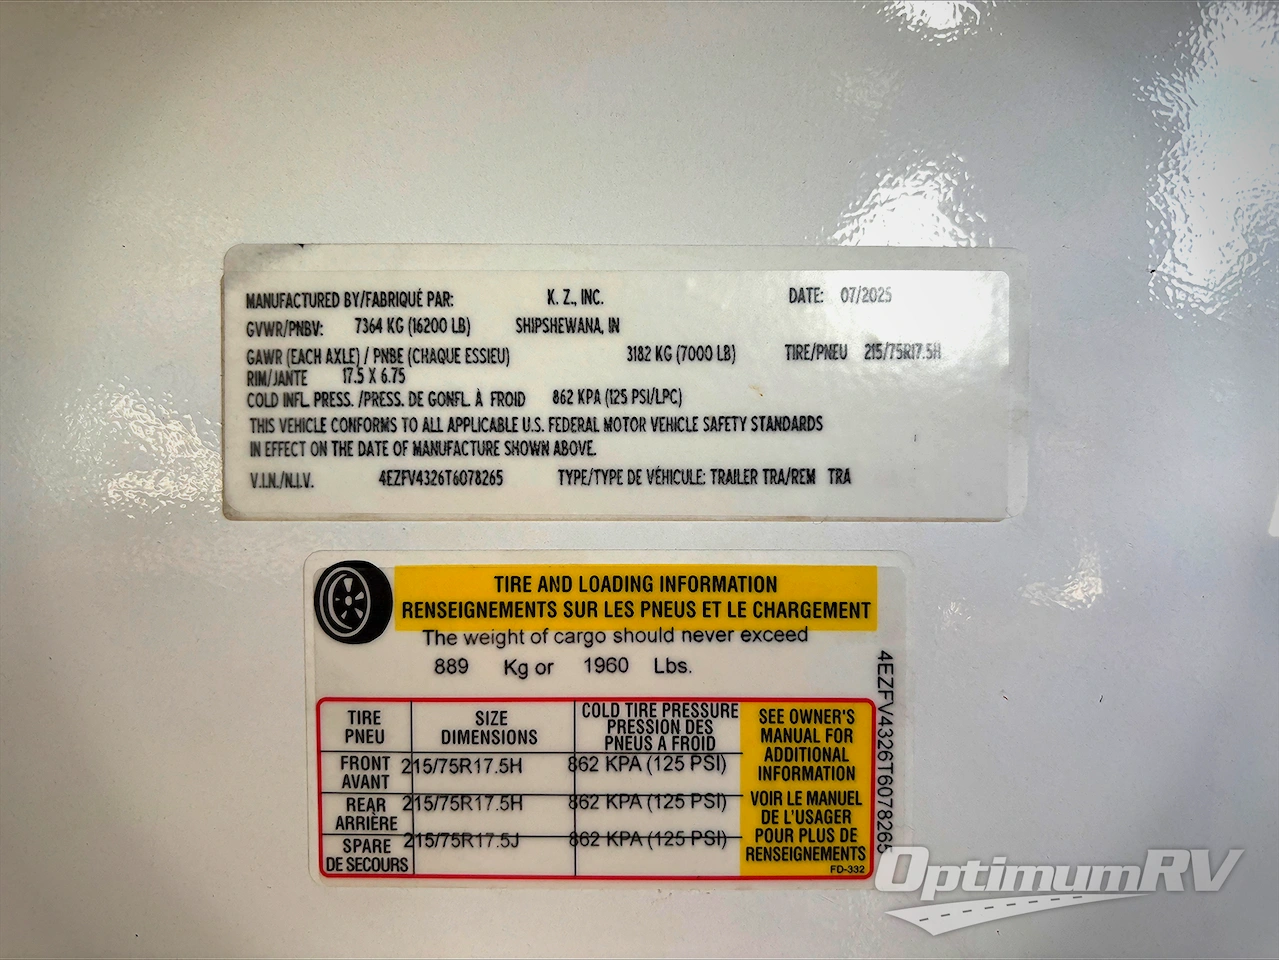 MANUFACTURED BY/FABRIQUÉ PAR: K. Z., INC. DATE: 07/2025
GVWR/PNBV: 7364 KG (16200 LB) SHIPSHEWANA, IN
GAWR (EACH AXLE) / PNBE (CHAQUE ESSIEU) 3182 KG (7000 LB) TIRE/PNEU 215/75R17.5H
RIM/JANTE 17.5 X 6.75
COLD INFL. PRESS. /PRESS. DE GONFL. À FROID 862 KPA (125 PSI/LPC)
THIS VEHICLE CONFORMS TO ALL APPLICABLE U.S. FEDERAL MOTOR VEHICLE SAFETY STANDARDS
IN EFFECT ON THE DATE OF MANUFACTURE SHOWN ABOVE.
V.I.N./N.I.V. 4EZFV4326T6078265 TYPE/TYPE DE VÉHICULE: TRAILER TRA/REM TRA
TIRE AND LOADING INFORMATION
RENSEIGNEMENTS SUR LES PNEUS ET LE CHARGEMENT
The weight of cargo should never exceed
889 Kg or 1960 Lbs.
TIRE
PNEU
SIZE
DIMENSIONS
COLD TIRE PRESSURE
PRESSION DES
PNEUS A FROID
FRONT
AVANT
215/75R17.5H
862 KPA (125 PSI)
REAR
ARRIÈRE
215/75R17.5H
862 KPA (125 PSI)
SPARE
DE SECOURS
215/75R17.5J
862 KPA (125 PSI)
SEE OWNER'S
MANUAL FOR
ADDITIONAL
INFORMATION
VOIR LE MANUEL
DE L'USAGER
POUR PLUS DE
RENSEIGNEMENTS
FD-332
4EZFV4326T6078265
OptimumRV